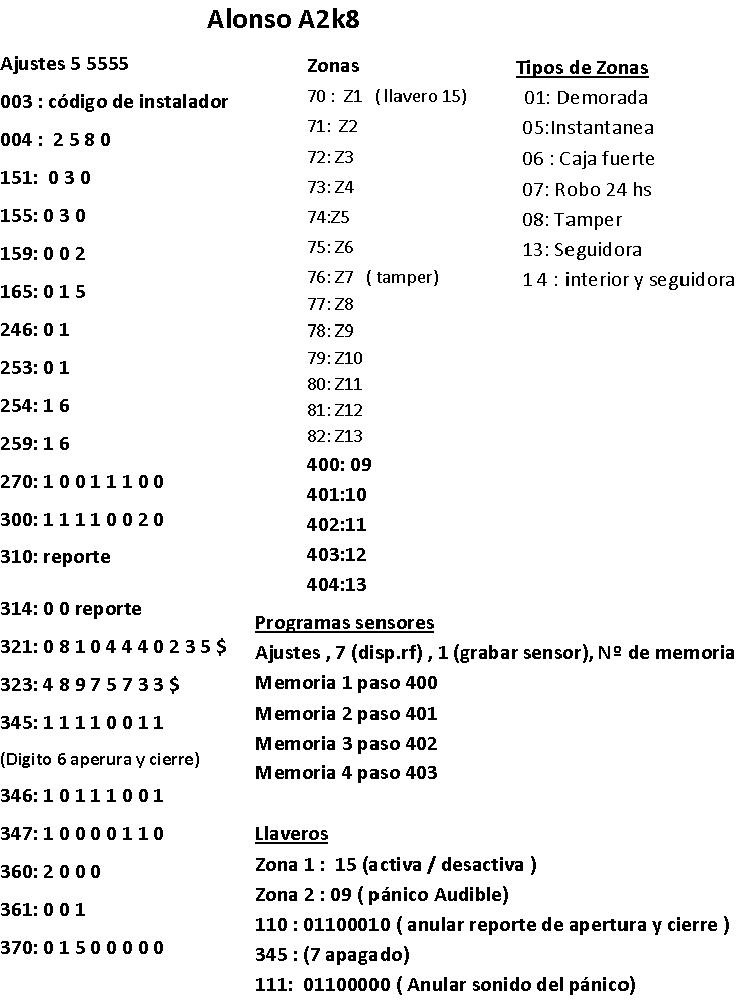 Alonso A2k8
Ajustes 5 5555
003 : código de instalador
004 : 2 5 8 0
151: 0 3 0
155: 0 3 0
159: 0 0 2
165: 0 1 5
246: 0 1
253: 0 1
254: 1 6
259: 1 6
270: 1 0 0 1 1 1 0 0
300: 1 1 1 1 0 0 2 0
310: reporte
314: 0 0 reporte
321: 0 8 1 0 4 4 4 0 2 3 5 $
323: 4 8 9 7 5 7 3 3 $
345: 1 1 1 1 0 0 1 1
(Digito 6 aperura y cierre)
346: 1 0 1 1 1 0 0 1
347: 1 0 0 0 0 1 1 0
360: 2 0 0 0
361: 0 0 1
370: 0 1 5 0 0 0 0 0
Zonas
70 : Z1 ( llavero 15)
71: Z2
72: Z3
73: Z4
74:Z5
75: Z6
76: Z7 ( tamper)
77: Z8
78: Z9
79: Z10
80: Z11
81: Z12
82: Z13
400: 09
401:10
402:11
403:12
404:13
Tipos de Zonas
01: Demorada
05:Instantanea
06 : Caja fuerte
07: Robo 24 hs
08: Tamper
13: Seguidora
1 4 : interior y seguidora
Programas sensores
Ajustes , 7 (disp.rf) , 1 (grabar sensor), Nº de memoria
Memoria 1 paso 400
Memoria 2 paso 401
Memoria 3 paso 402
Memoria 4 paso 403
Llaveros
Zona 1 : 15 (activa / desactiva )
Zona 2 : 09 ( pánico Audible)
110 : 01100010 ( anular reporte de apertura y cierre )
345 : (7 apagado)
111: 01100000 ( Anular sonido del pánico)